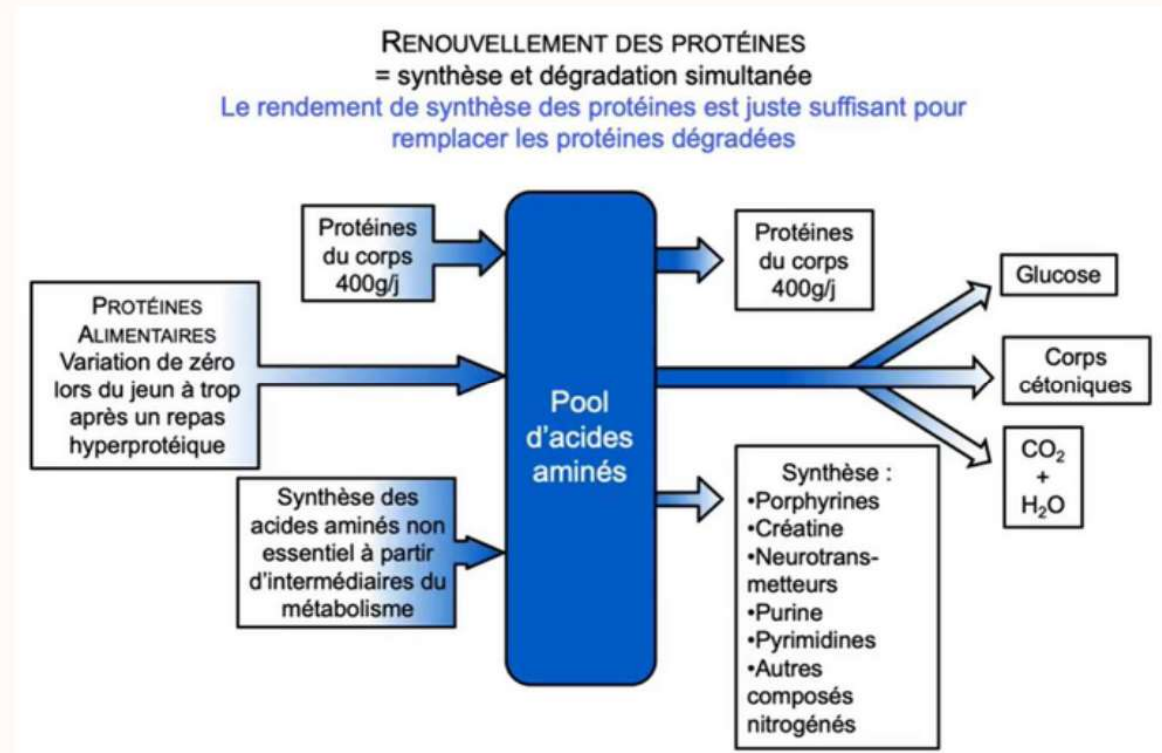 RENOUVELLEMENT DES PROTÉINES
= synthèse et dégradation simultanée
Le rendement de synthèse des protéines est juste suffisant pour
remplacer les protéines dégradées
Protéines
du corps
400g/j
PROTÉINES
ALIMENTAIRES
Variation de zéro
lors du jeun à trop
après un repas
hyperprotéique
Synthèse des
acides aminés non
essentiel à partir
d'intermédiaires du
métabolisme
Pool
d'acides
aminés
Protéines
du corps
400g/j
Glucose
Corps
cétoniques
CO₂
+
H₂O
Synthèse :
•Porphyrines
•Créatine
•Neurotrans-
metteurs
•Purine
•Pyrimidines
•Autres
composés
nitrogénés